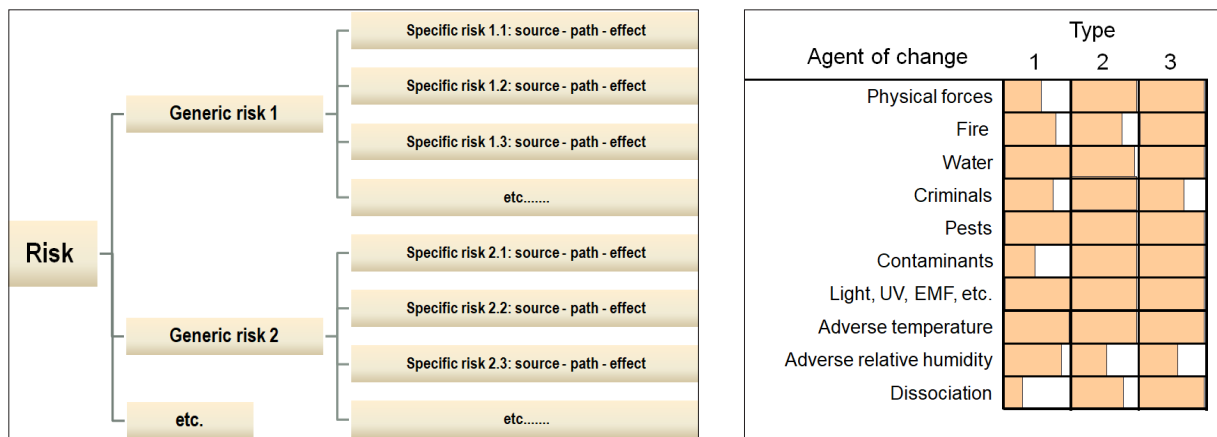 Risk
Generic risk 1
Specific risk 1.1: source - path - effect
Specific risk 1.2: source - path - effect
Specific risk 1.3: source - path - effect
etc.......
Generic risk 2
Specific risk 2.1: source - path - effect
Specific risk 2.2: source - path - effect
Specific risk 2.3: source - path - effect
etc.......
etc.
Type
Agent of change 1 2 3
Physical forces
Fire
Water
Criminals
Pests
Contaminants
Light, UV, EMF, etc.
Adverse temperature
Adverse relative humidity
Dissociation